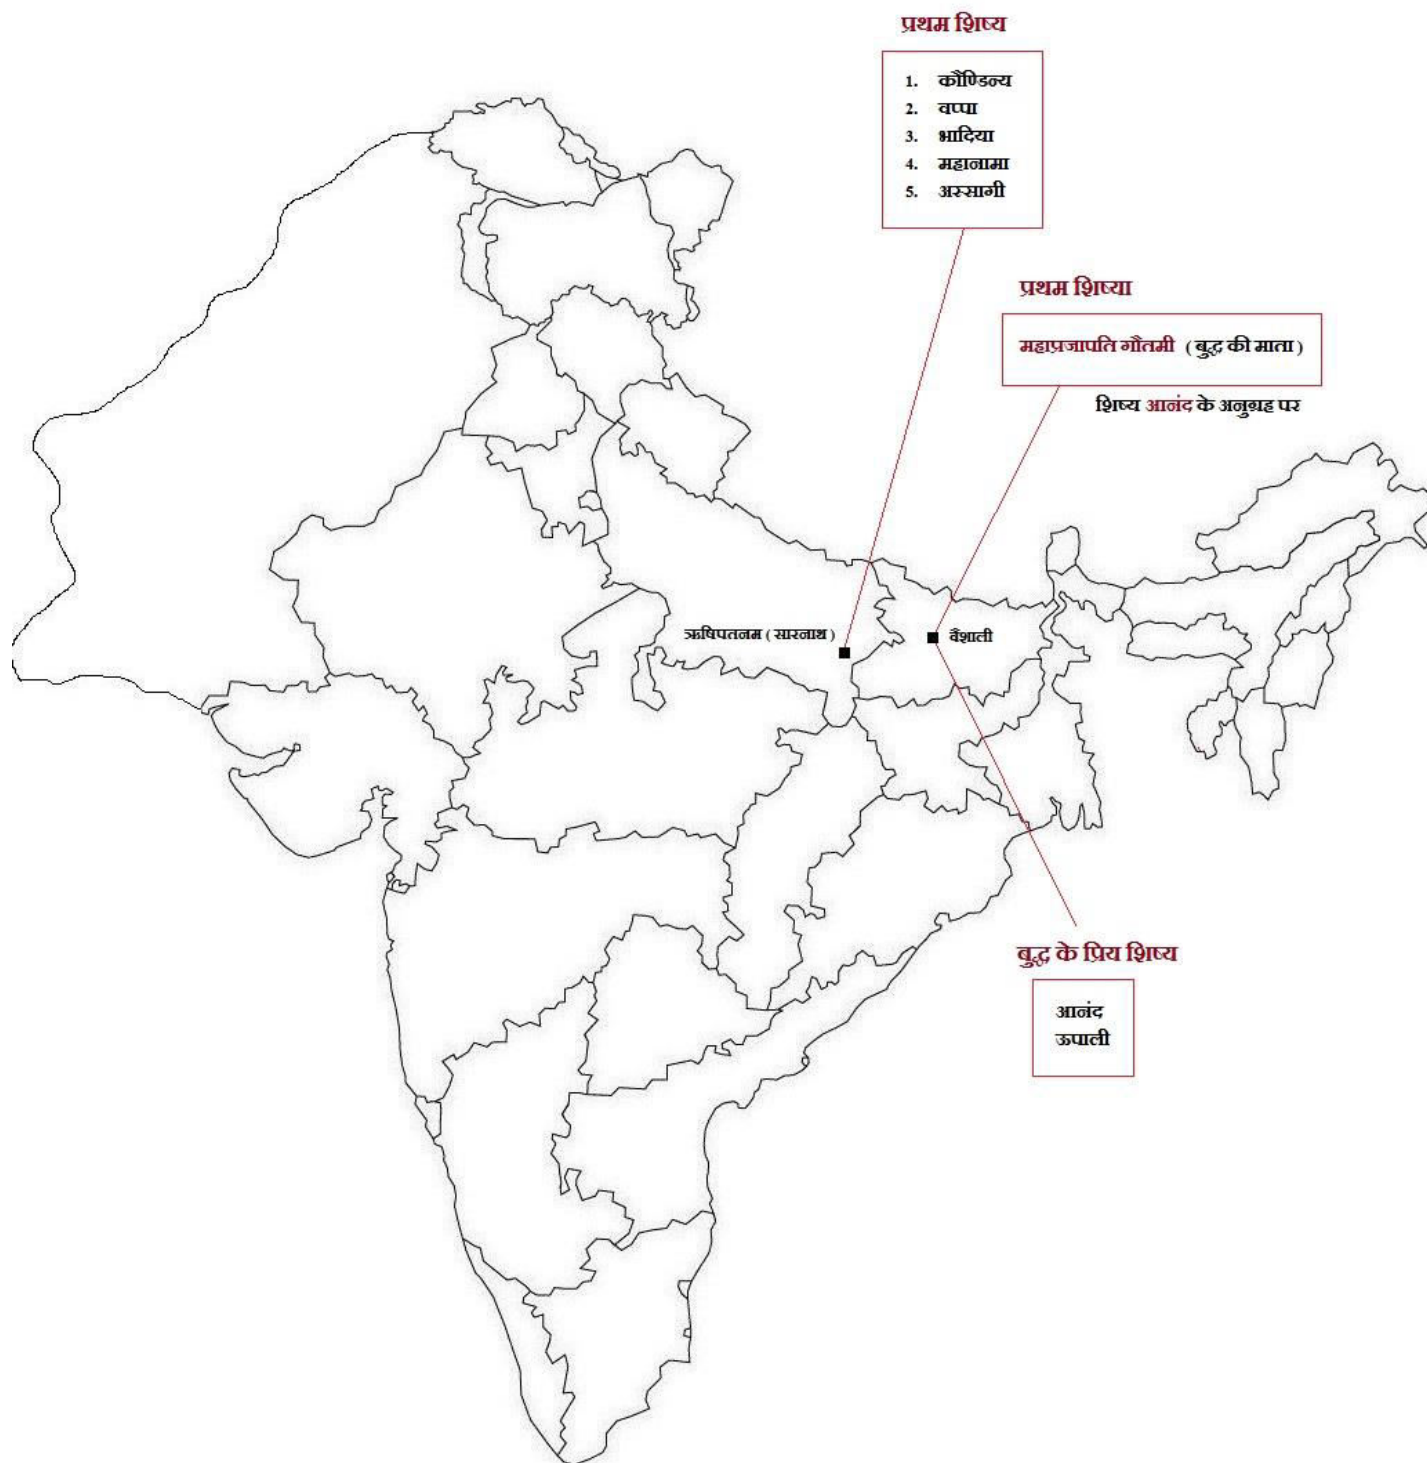 प्रथम शिष्य
1. कौण्डिन्य
2. वप्पा
3. भादिया
4. महानामा
5. अस्सागी
प्रथम शिष्या
महाप्रजापति गौतमी ( बुद्ध की माता )
शिष्य आनंद के अनुग्रह पर
ऋषिपतनम ( सारनाथ )
वैशाली
बुद्ध के प्रिय शिष्य
आनंद
ऊपाली